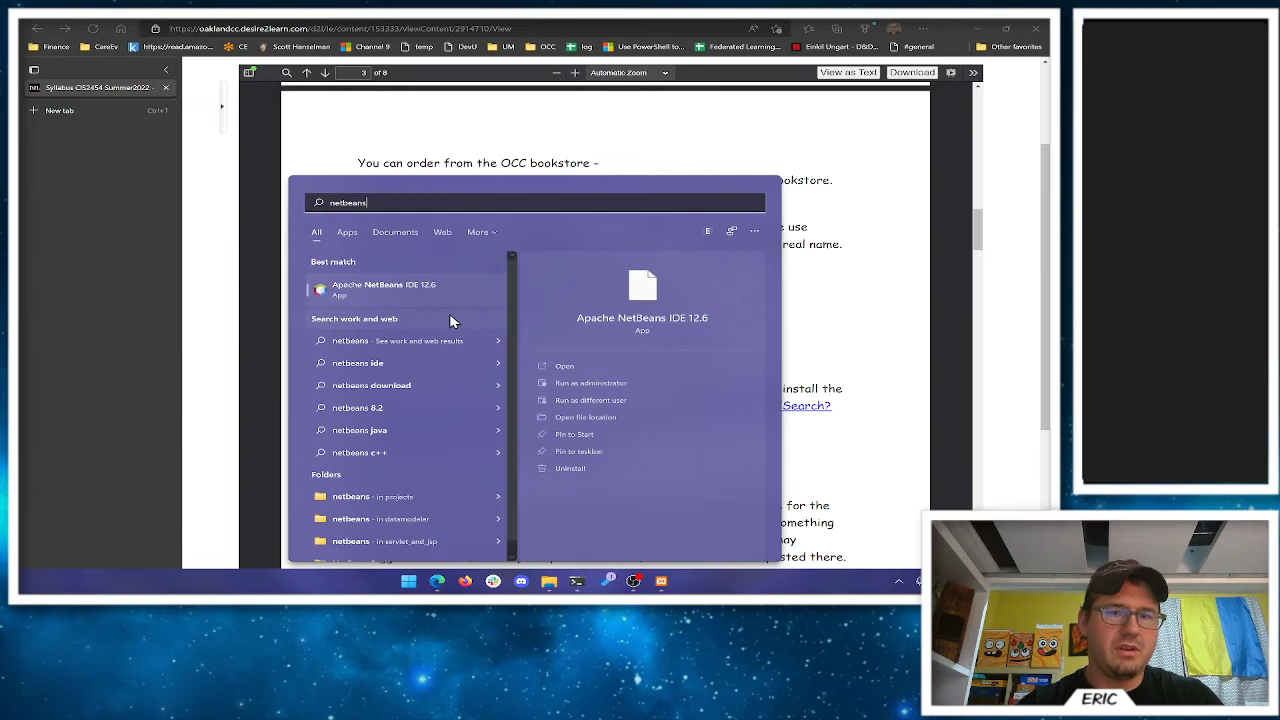 https://oaklandcc.desire2learn.com/d2l/le/content/153333/viewContent/2914710/View
Finance
CareEv
https://read.amazo...
CE
Scott Hanselman
Channel 9
temp
DevU
UM
OCC
log
Use PowerShell to...
Federated Learning...
Einkil Ungart - D&D...
#general
Other favorites
3 of 8
Automatic Zoom
View as Text
Download
Syllabus CIS2454 Summer2022 -
New tab
Ctrl+T
You can order from the OCC bookstore -
ookstore.
netbeans
e use
real name.
All
Apps
Documents
Web
More
E
Best match
Apache NetBeans IDE 12.6
App
Search work and web
netbeans - See work and web results
netbeans ide
netbeans download
netbeans 8.2
netbeans java
netbeans c++
Folders
netbeans - in projects
netbeans - in datamodeler
netbeans - in servlet_and_jsp
Apache NetBeans IDE 12.6
App
Open
Run as administrator
Run as different user
Open file location
Pin to Start
Pin to taskbar
Uninstall
install the
Search?
s for the
omething
nay
sted there.
ERIC